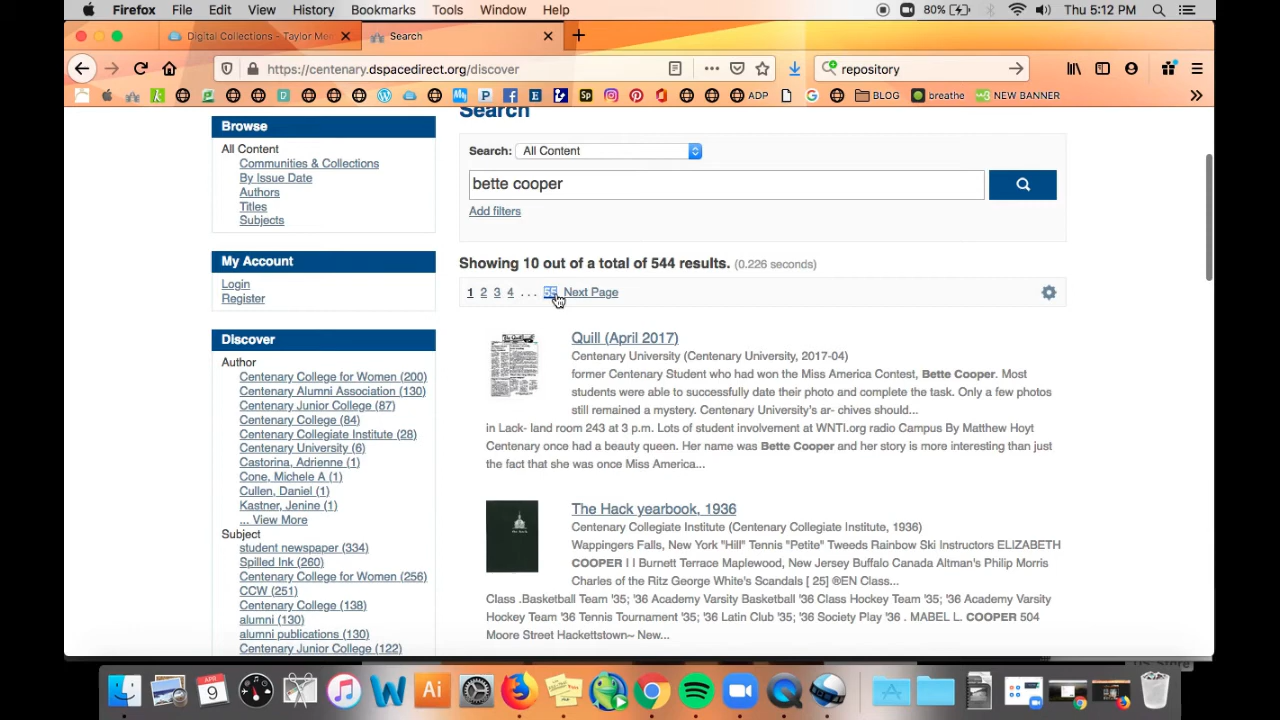 Firefox File Edit View History Bookmarks Tools Window Help 80% Thu 5:12 PM
Digital Collections - Taylor Me
Search
https://centenary.dspacedirect.org/discover
repository
ADP BLOG breathe NEW BANNER
Search
Browse
All Content
Communities & Collections
By Issue Date
Authors
Titles
Subjects
My Account
Login
Register
Discover
Author
Centenary College for Women (200)
Centenary Alumni Association (130)
Centenary Junior College (87)
Centenary College (84)
Centenary Collegiate Institute (28)
Centenary University (6)
Castorina, Adrienne (1)
Cone, Michele A (1)
Cullen, Daniel (1)
Kastner, Jenine (1)
... View More
Subject
student newspaper (334)
Spilled Ink (260)
Centenary College for Women (256)
CCW (251)
Centenary College (138)
alumni (130)
alumni publications (130)
Centenary Junior College (122)
Search: All Content
bette cooper
Add filters
Showing 10 out of a total of 544 results. (0.226 seconds)
1 2 3 4 . . . 55 Next Page
Quill (April 2017)
Centenary University (Centenary University, 2017-04)
former Centenary Student who had won the Miss America Contest, Bette Cooper. Most
students were able to successfully date their photo and complete the task. Only a few photos
still remained a mystery. Centenary University's ar- chives should...
in Lack- land room 243 at 3 p.m. Lots of student involvement at WNTI.org radio Campus By Matthew Hoyt
Centenary once had a beauty queen. Her name was Bette Cooper and her story is more interesting than just
the fact that she was once Miss America...
The Hack yearbook, 1936
Centenary Collegiate Institute (Centenary Collegiate Institute, 1936)
Wappingers Falls, New York "Hill" Tennis "Petite" Tweeds Rainbow Ski Instructors ELIZABETH
COOPER I I Burnett Terrace Maplewood, New Jersey Buffalo Canada Altman's Philip Morris
Charles of the Ritz George White's Scandals [ 25] ®EN Class...
Class .Basketball Team '35; '36 Academy Varsity Basketball '36 Class Hockey Team '35; '36 Academy Varsity
Hockey Team '36 Tennis Tournament '35; '36 Latin Club '35; '36 Society Play '36 . MABEL L. COOPER 504
Moore Street Hackettstown~ New...
APR
9